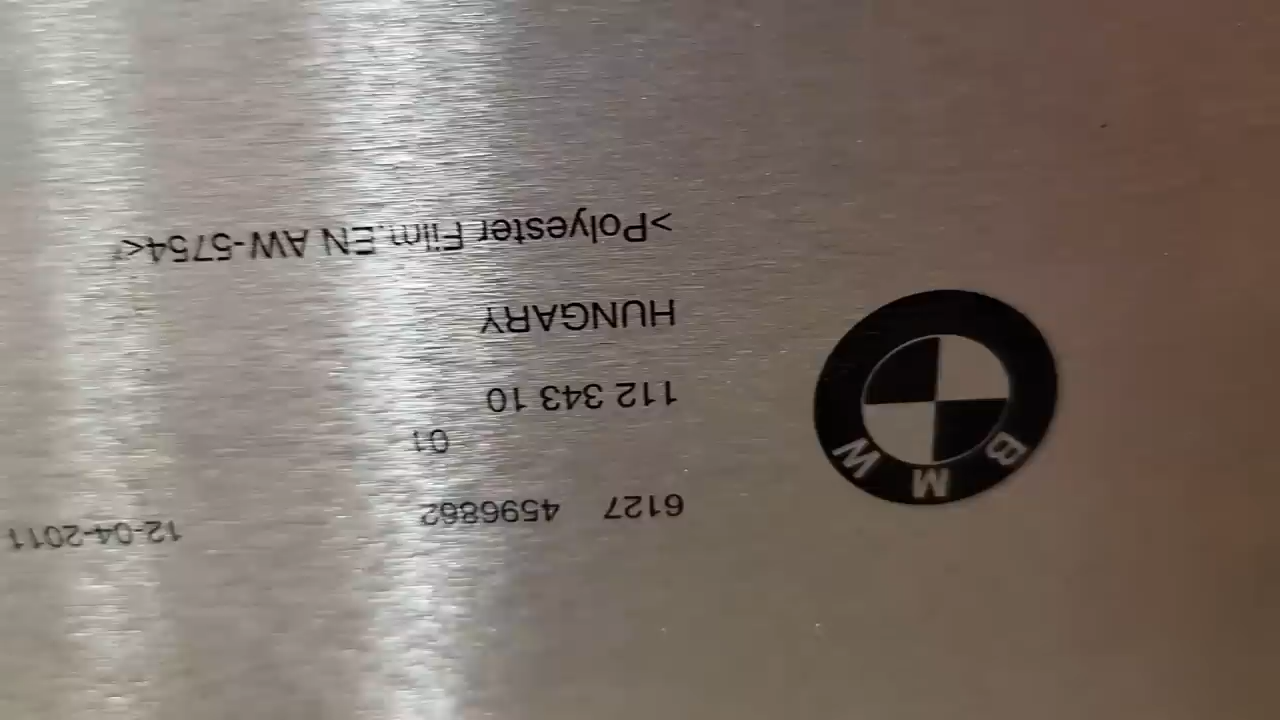 BMW
6127 4596862 12-04-2011
01
112 343 10
HUNGARY
>Polyester Film.EN AW-5754<